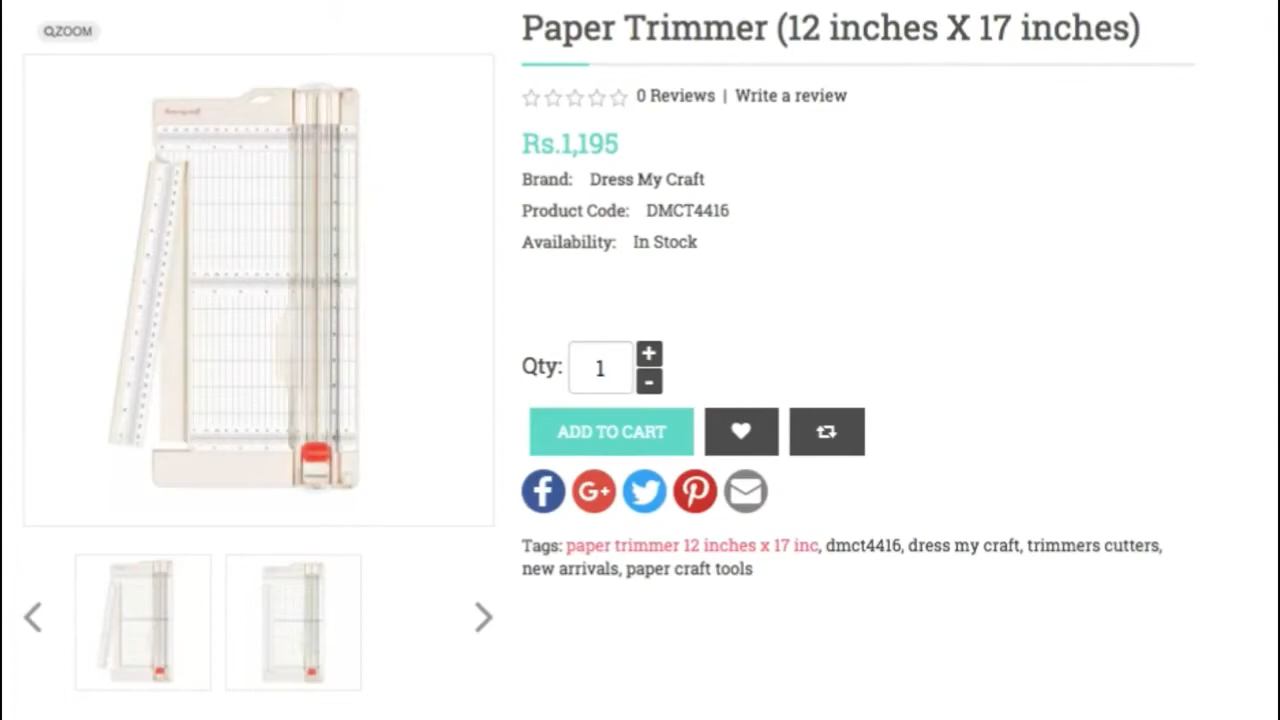 ZOOM
Paper Trimmer (12 inches X 17 inches)
0 Reviews | Write a review
Rs.1,195
Brand: Dress My Craft
Product Code: DMCT4416
Availability: In Stock
Qty: 1 + -
ADD TO CART
Tags: paper trimmer 12 inches x 17 inc, dmct4416, dress my craft, trimmers cutters,
new arrivals, paper craft tools